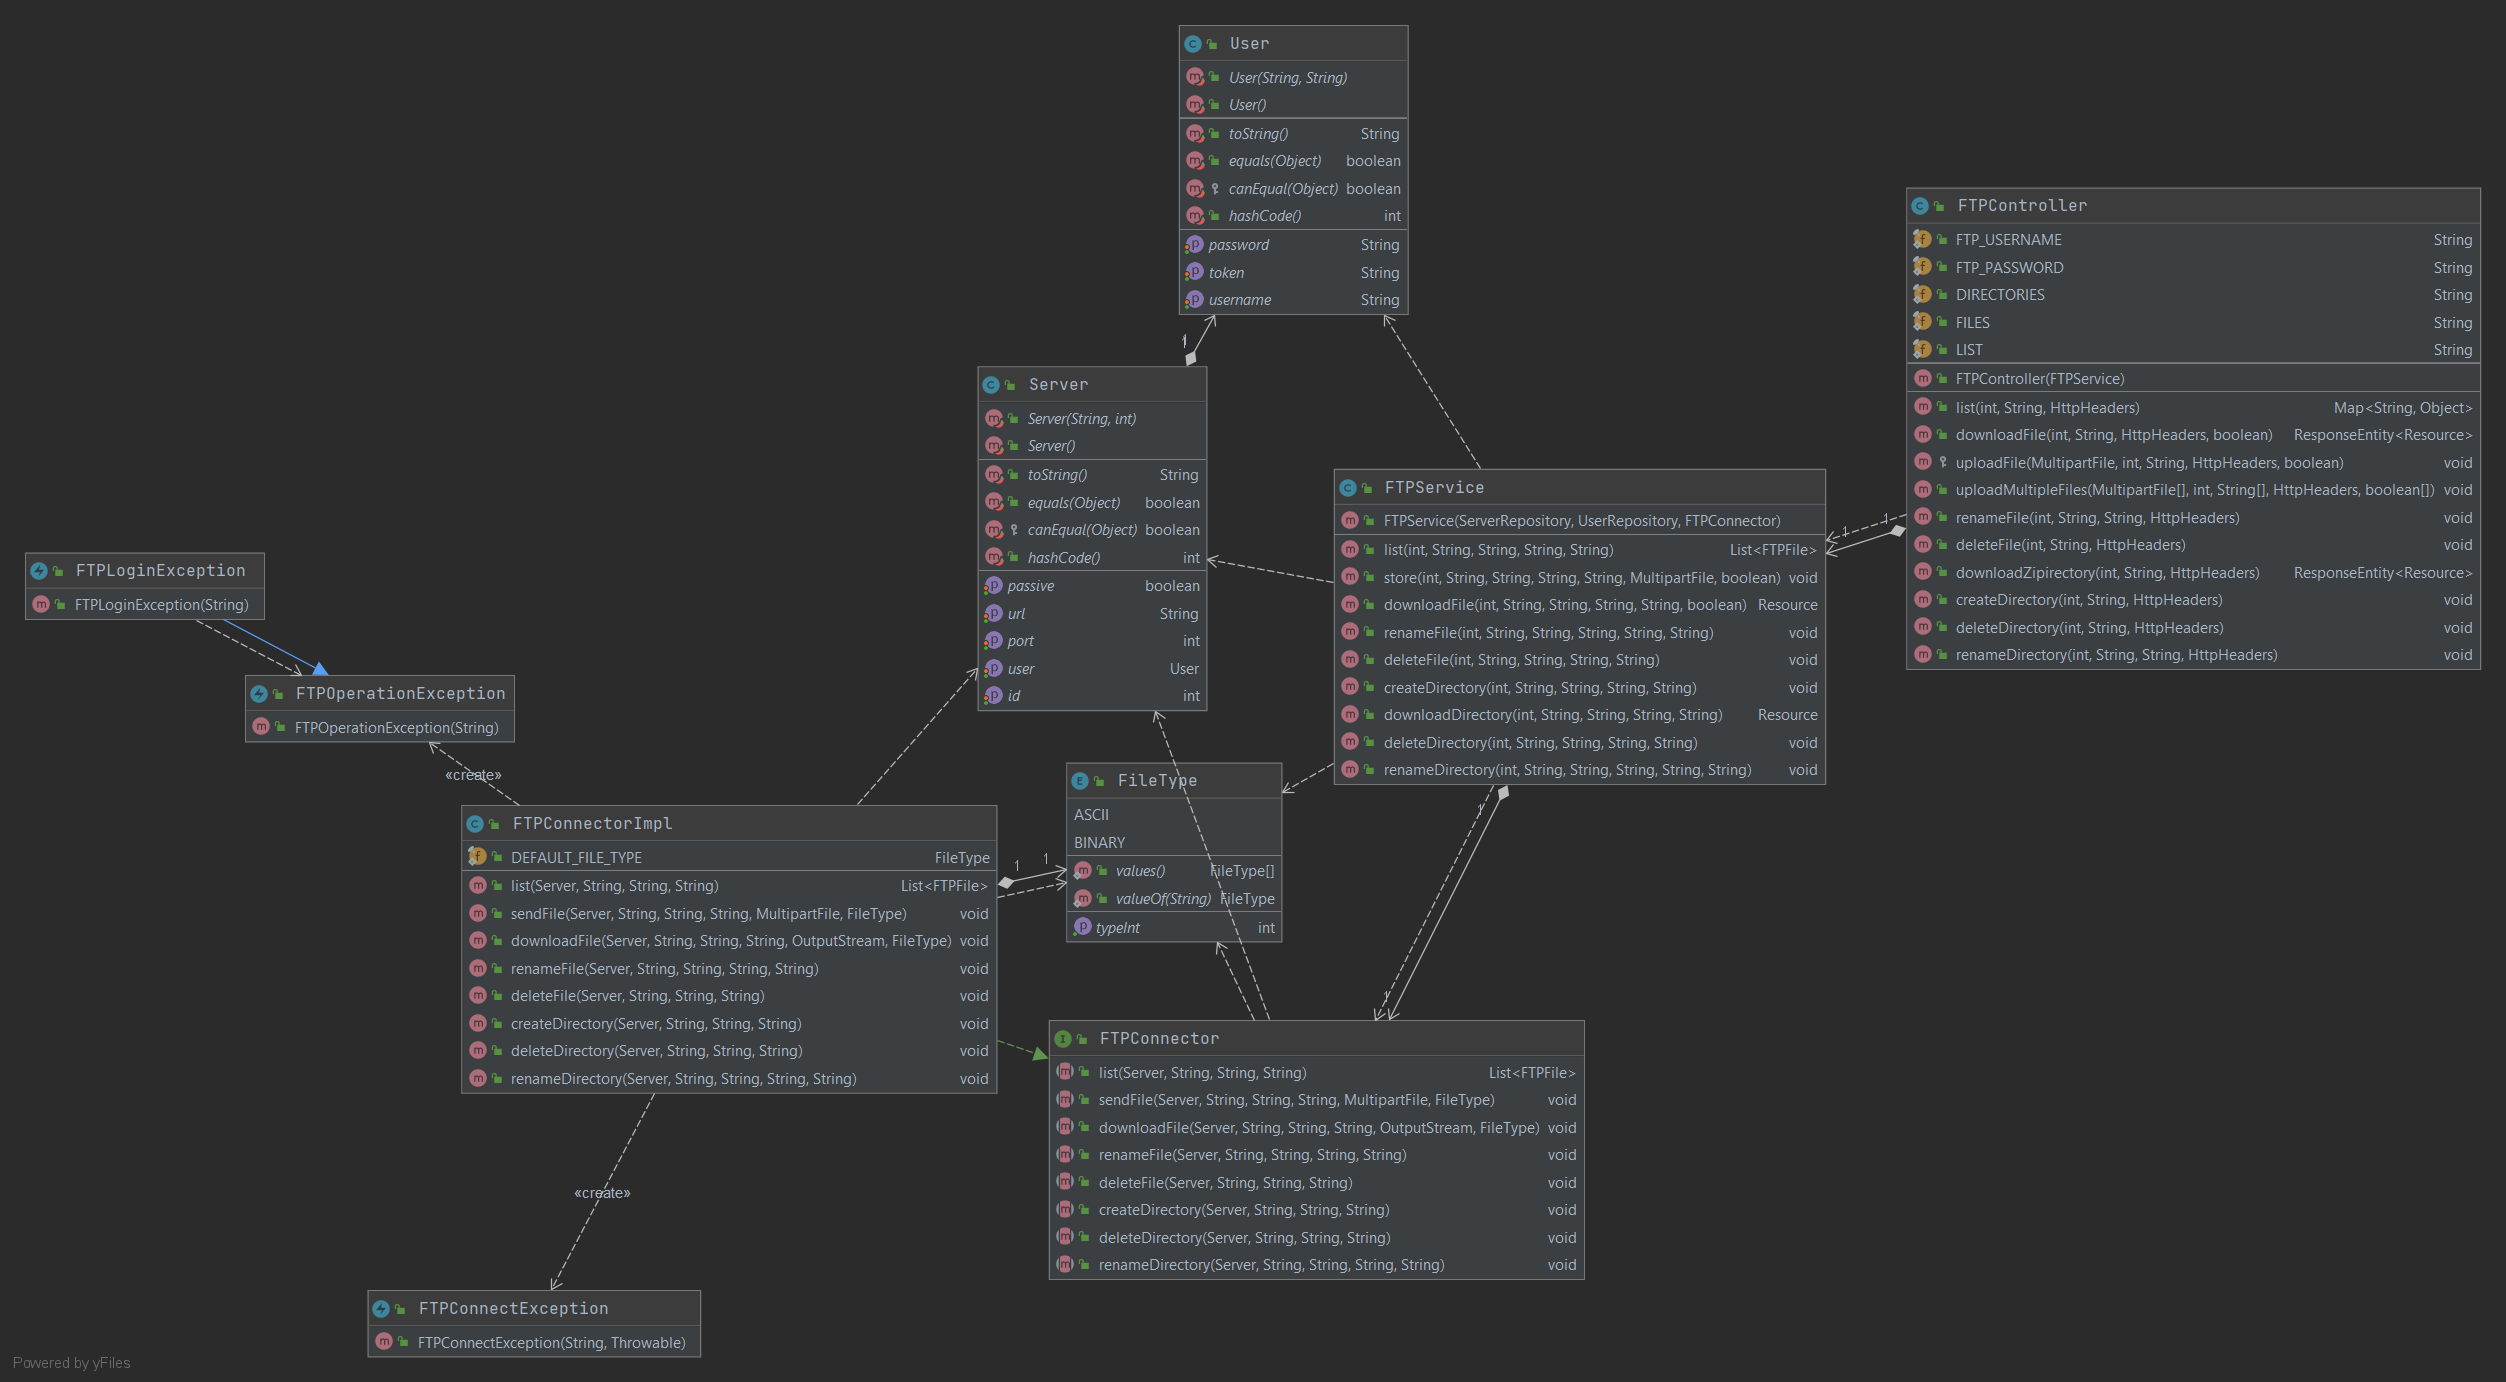 User
User(String, String)
User()
toString() String
equals(Object) boolean
canEqual(Object) boolean
hashCode() int
password String
token String
username String
1
1
Server
Server(String, int)
Server()
toString() String
equals(Object) boolean
canEqual(Object) boolean
hashCode() int
passive boolean
url String
port int
user User
id int
FTPController
FTP_USERNAME String
FTP_PASSWORD String
DIRECTORIES String
FILES String
LIST String
FTPController(FTPService)
list(int, String, HttpHeaders) Map<String, Object>
downloadFile(int, String, HttpHeaders, boolean) ResponseEntity<Resource>
uploadFile(MultipartFile, int, String, HttpHeaders, boolean) void
uploadMultipleFiles(MultipartFile[], int, String[], HttpHeaders, boolean[]) void
renameFile(int, String, String, HttpHeaders) void
deleteFile(int, String, HttpHeaders) void
downloadZipirectory(int, String, HttpHeaders) ResponseEntity<Resource>
createDirectory(int, String, HttpHeaders) void
deleteDirectory(int, String, HttpHeaders) void
renameDirectory(int, String, String, HttpHeaders) void
1
1
FTPService
FTPService(ServerRepository, UserRepository, FTPConnector)
list(int, String, String, String, String) List<FTPFile>
store(int, String, String, String, String, MultipartFile, boolean) void
downloadFile(int, String, String, String, String, boolean) Resource
renameFile(int, String, String, String, String, String) void
deleteFile(int, String, String, String, String) void
createDirectory(int, String, String, String, String) void
downloadDirectory(int, String, String, String, String) Resource
deleteDirectory(int, String, String, String, String) void
renameDirectory(int, String, String, String, String, String) void
1
1
FTPLoginException
FTPLoginException(String)
FTPOperationException
FTPOperationException(String)
«create»
FileType
ASCII
BINARY
values() FileType[]
valueOf(String) FileType
typeInt int
FTPConnectorImpl
DEFAULT_FILE_TYPE FileType
list(Server, String, String, String) List<FTPFile>
sendFile(Server, String, String, String, MultipartFile, FileType) void
downloadFile(Server, String, String, String, OutputStream, FileType) void
renameFile(Server, String, String, String, String) void
deleteFile(Server, String, String, String) void
createDirectory(Server, String, String, String) void
deleteDirectory(Server, String, String, String) void
renameDirectory(Server, String, String, String, String) void
1
1
FTPConnector
list(Server, String, String, String) List<FTPFile>
sendFile(Server, String, String, String, MultipartFile, FileType) void
downloadFile(Server, String, String, String, OutputStream, FileType) void
renameFile(Server, String, String, String, String) void
deleteFile(Server, String, String, String) void
createDirectory(Server, String, String, String) void
deleteDirectory(Server, String, String, String) void
renameDirectory(Server, String, String, String, String) void
«create»
FTPConnectException
FTPConnectException(String, Throwable)
Powered by yFiles